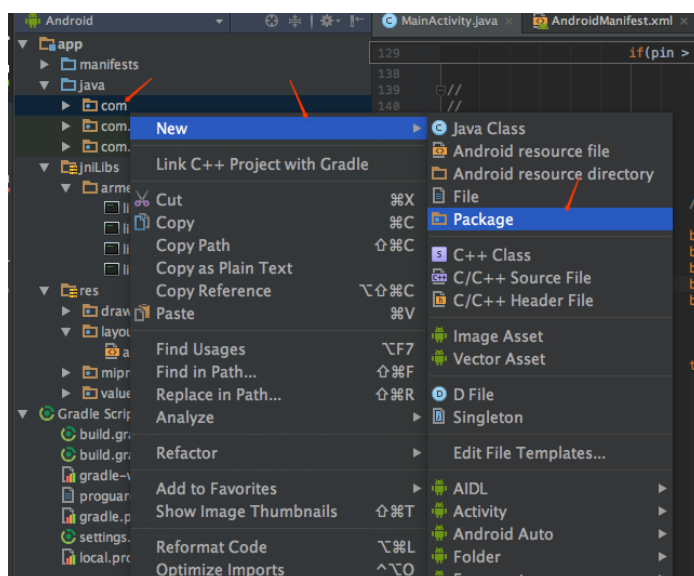 Android
MainActivity.java
AndroidManifest.xml
app
manifests
java
com
com.
com.
jniLibs
arme
res
draw
layou
mipr
value
Gradle Scrip
build.gra
build.gra
gradle-v
proguar
gradle.p
settings.
local.pro
129
if(pin >
138
139
//
140
//
New
Link C++ Project with Gradle
Cut ⌘X
Copy ⌘C
Copy Path ⇧⌘C
Copy as Plain Text
Copy Reference ⌥⇧⌘C
Paste ⌘V
Find Usages ⌥F7
Find in Path... ⇧⌘F
Replace in Path... ⇧⌘R
Analyze
Refactor
Add to Favorites
Show Image Thumbnails ⇧⌘T
Reformat Code ⌥⌘L
Optimize Imports ^⌥O
Java Class
Android resource file
Android resource directory
File
Package
C++ Class
C/C++ Source File
C/C++ Header File
Image Asset
Vector Asset
D File
Singleton
Edit File Templates...
AIDL
Activity
Android Auto
Folder